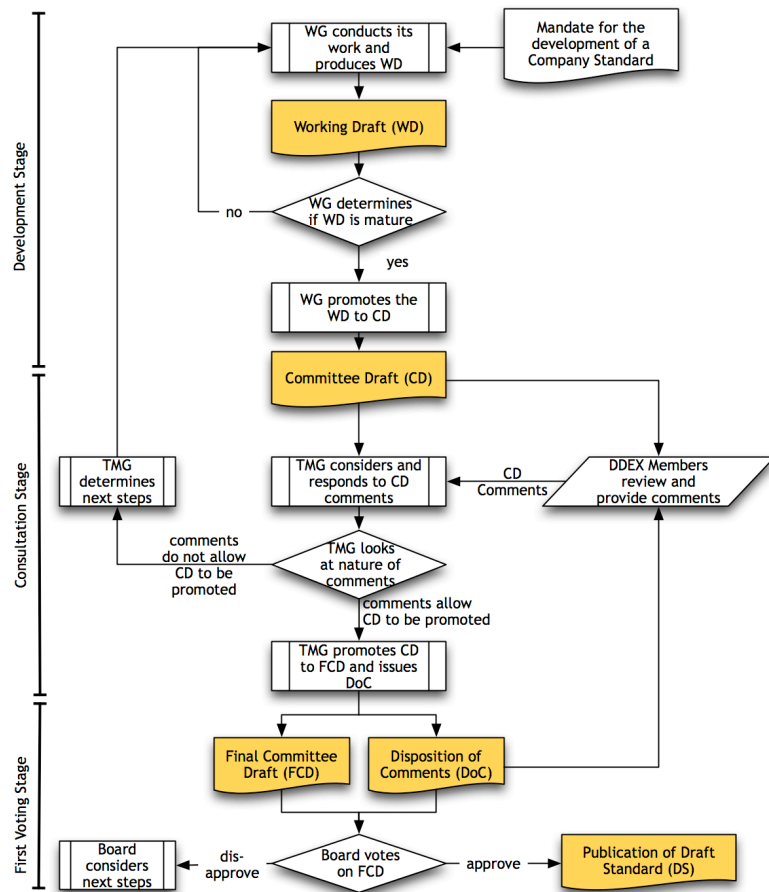 Development Stage
WG conducts its
work and
produces WD
Mandate for the
development of a
Company Standard
Working Draft (WD)
WG determines
if WD is mature
no
yes
WG promotes the
WD to CD
Committee Draft (CD)
Consultation Stage
TMG
determines
next steps
TMG considers and
responds to CD
comments
CD
Comments
DDEX Members
review and
provide comments
comments
do not allow
CD to be
promoted
TMG looks
at nature of
comments
comments allow
CD to be promoted
TMG promotes CD
to FCD and issues
DoC
First Voting Stage
Final Committee
Draft (FCD)
Disposition of
Comments (DoC)
Board
considers
next steps
dis-
approve
Board votes
on FCD
approve
Publication of Draft
Standard (DS)